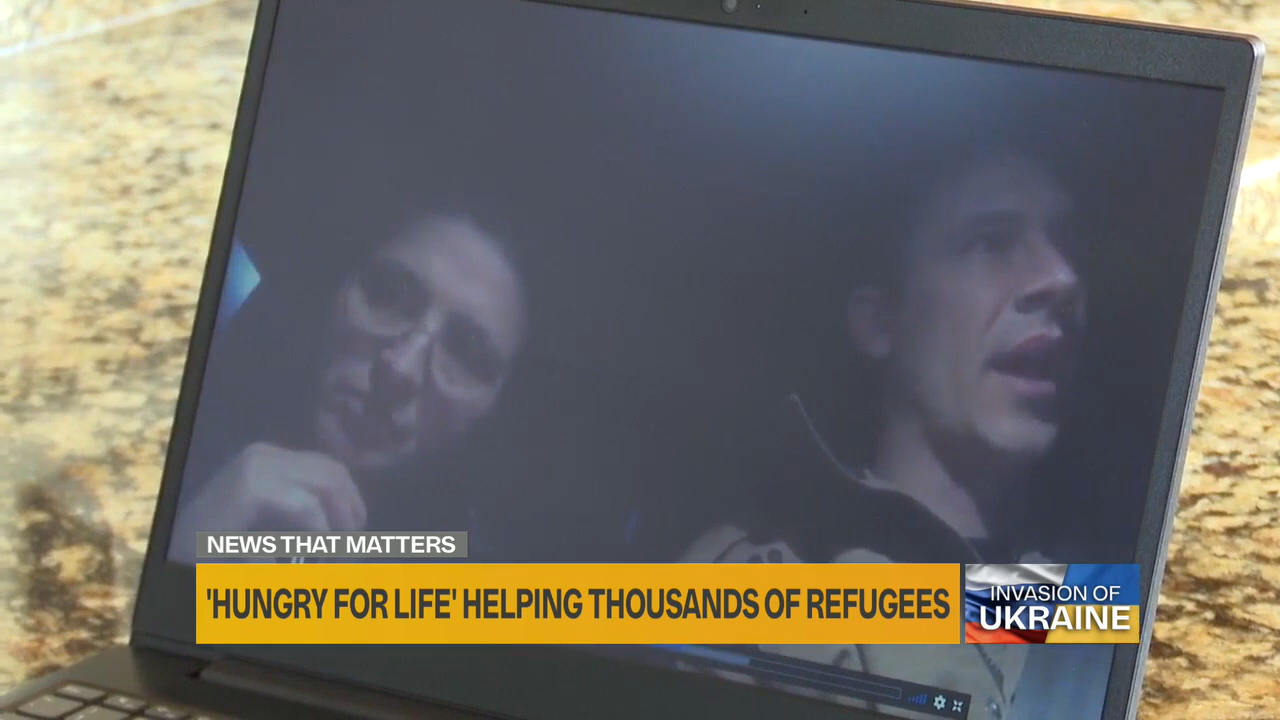 NEWS THAT MATTERS
'HUNGRY FOR LIFE' HELPING THOUSANDS OF REFUGEES
INVASION OF
UKRAINE